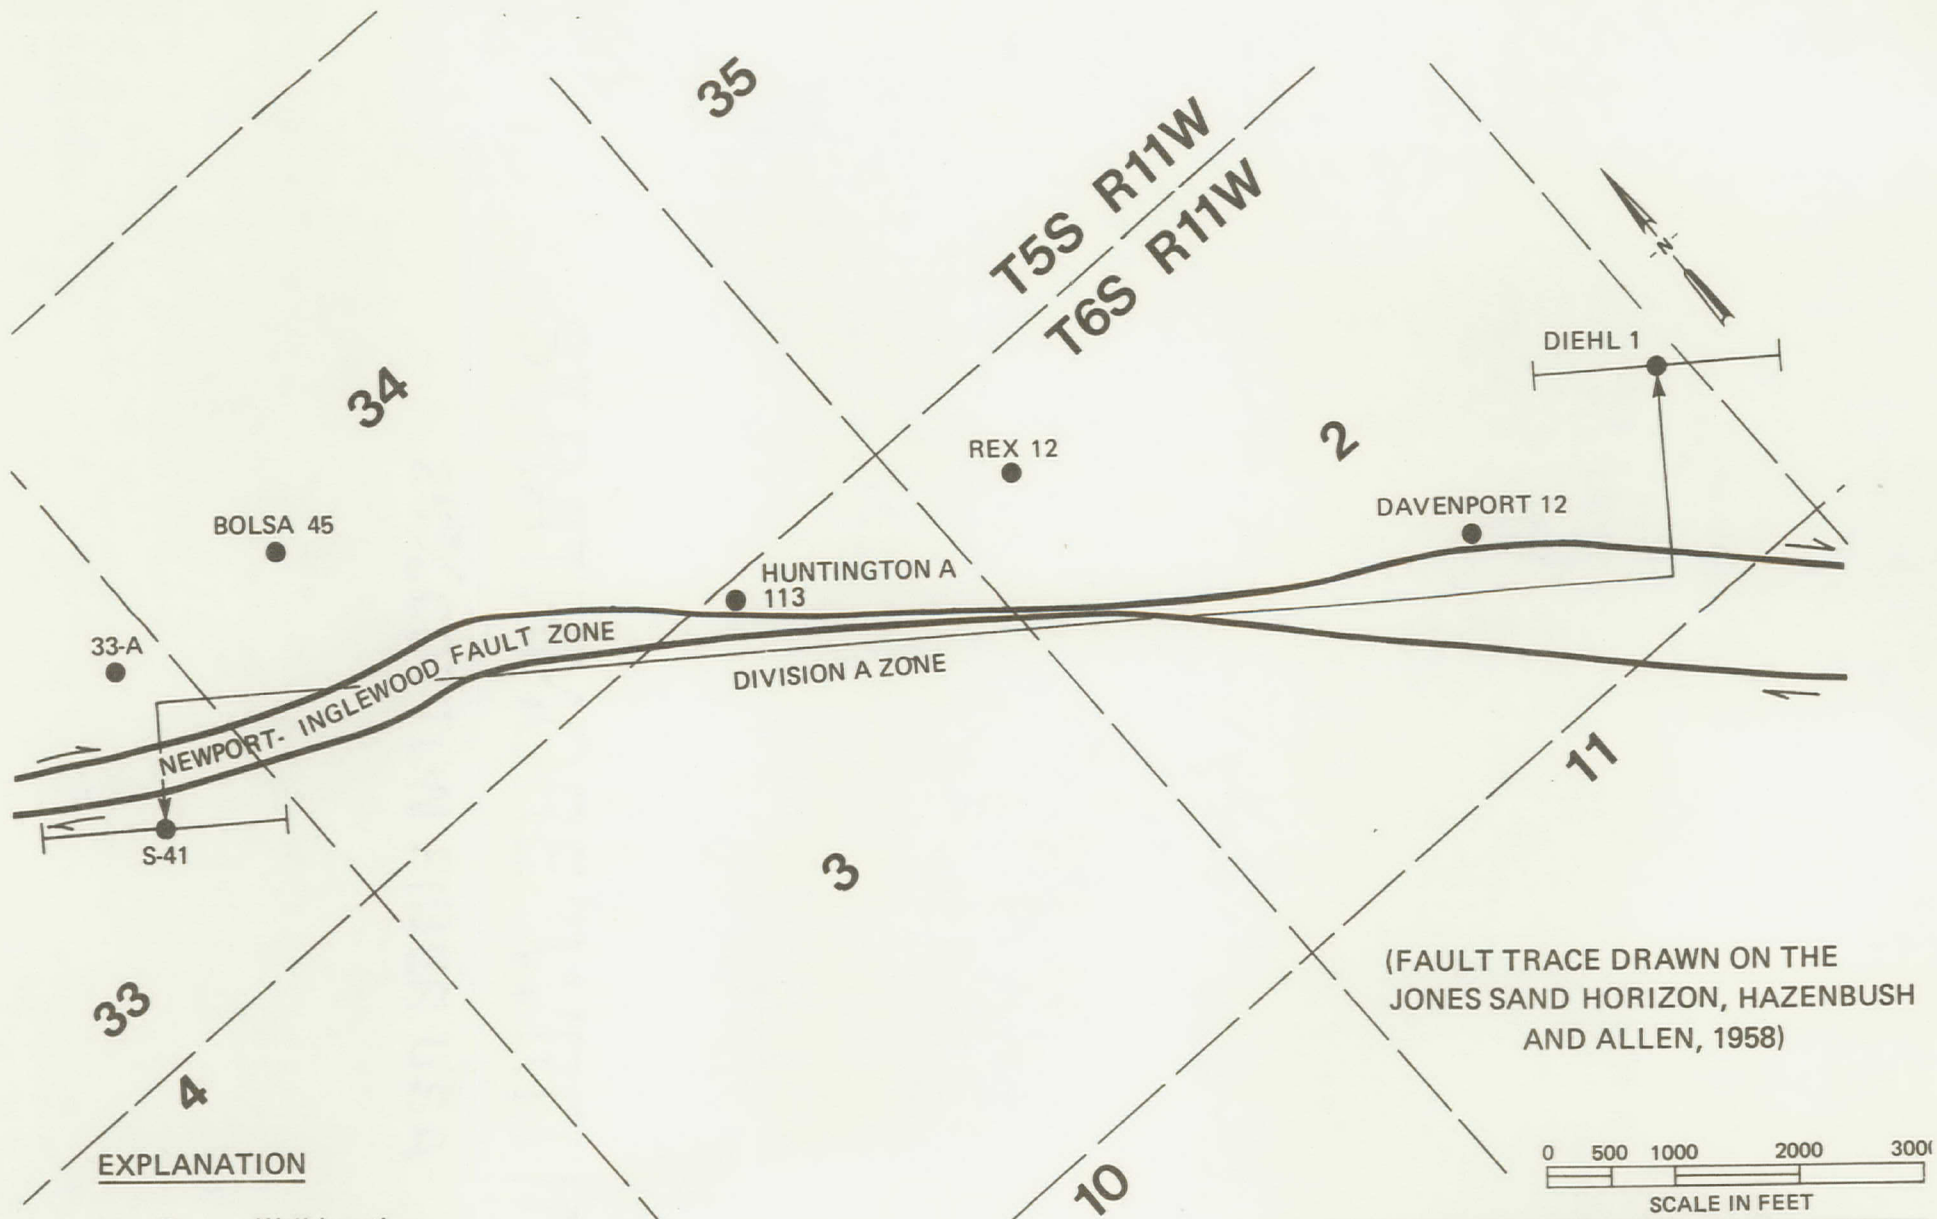 35
T5S R11W
T6S R11W
N
DIEHL 1
34
2
REX 12
DAVENPORT 12
BOLSA 45
HUNTINGTON A
113
NEWPORT- INGLEWOOD FAULT ZONE
33-A
DIVISION A ZONE
S-41
11
3
(FAULT TRACE DRAWN ON THE
JONES SAND HORIZON, HAZENBUSH
AND ALLEN, 1958)
33
4
EXPLANATION
10
0 500 1000 2000 300
SCALE IN FEET